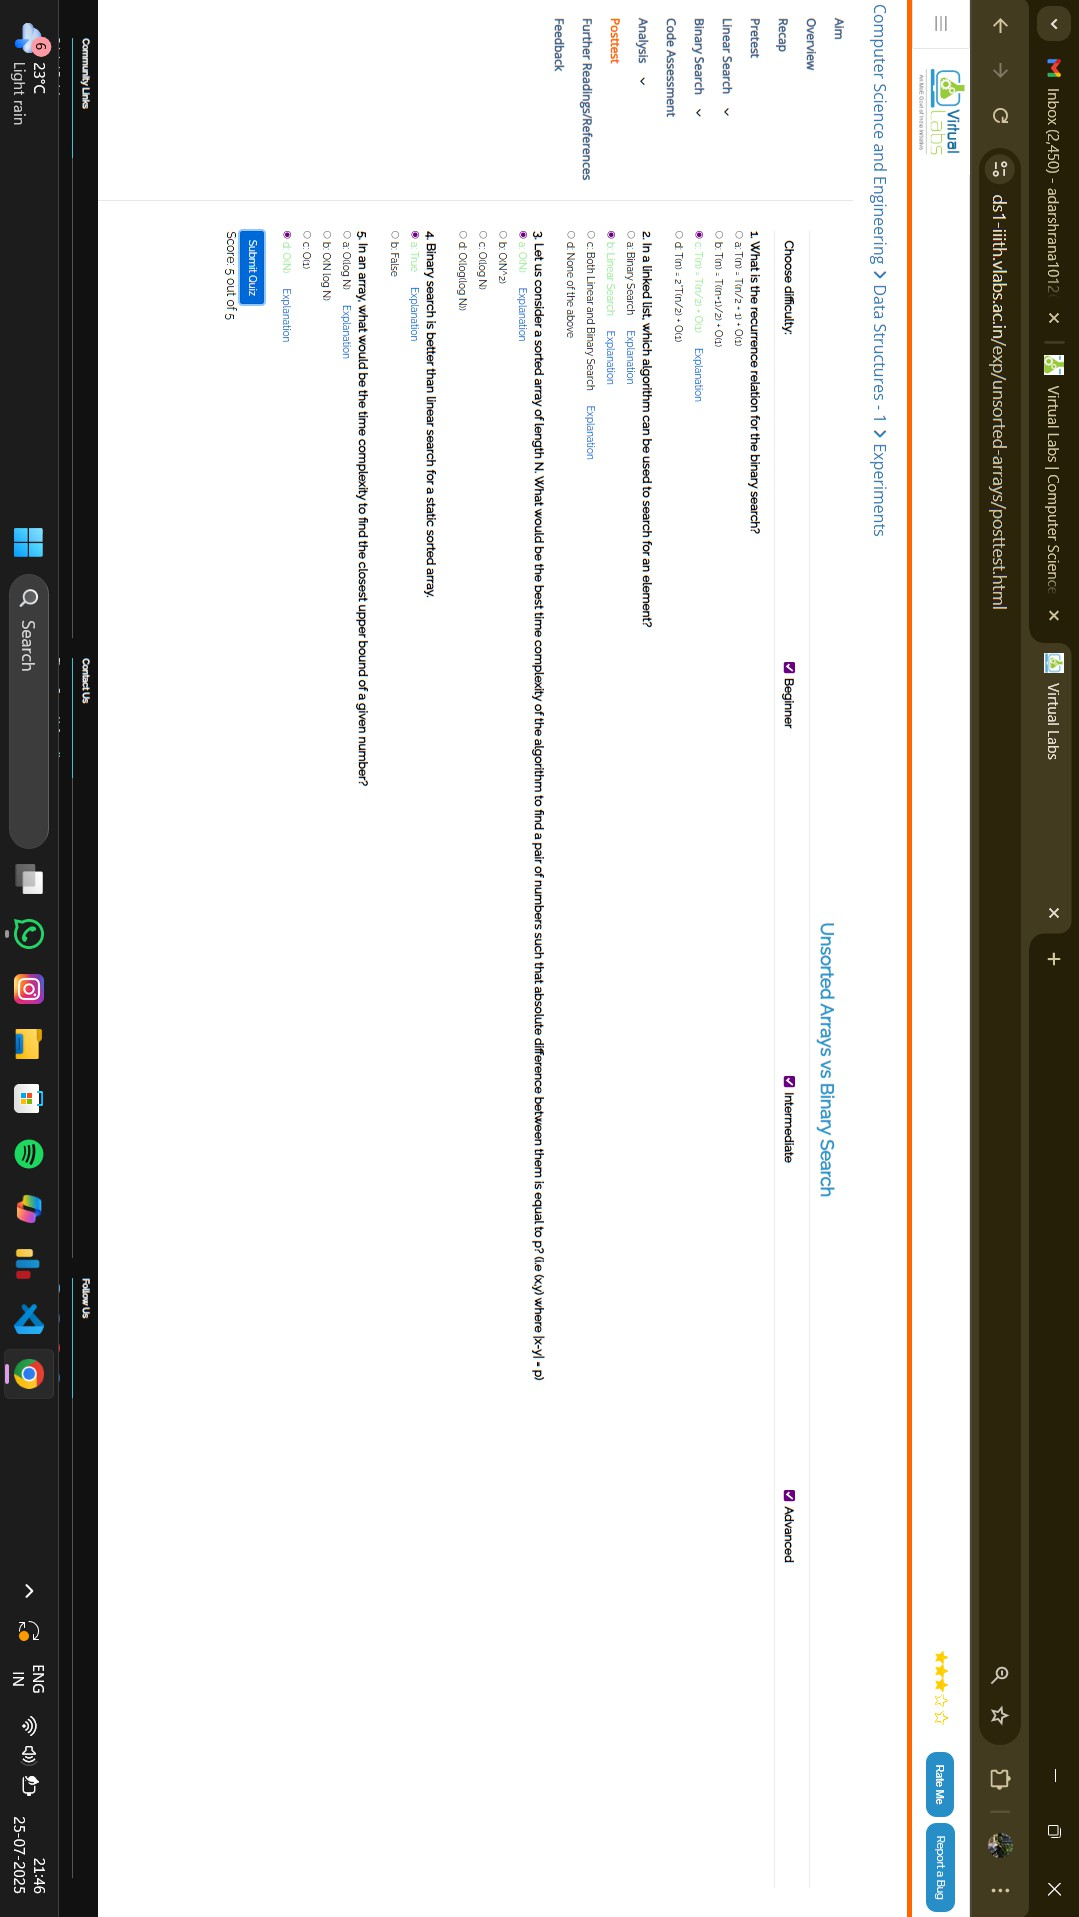 Inbox (2,450) - adarshrana1012
Virtual Labs | Computer Science
Virtual Labs
ds1-iiith.vlabs.ac.in/exp/unsorted-arrays/posttest.html
Virtual Labs
An MoE Govt of India Initiative
Rate Me
Report a Bug
Computer Science and Engineering > Data Structures - 1 > Experiments
Aim
Overview
Recap
Pretest
Linear Search
Binary Search
Code Assessment
Analysis
Posttest
Further Readings/References
Feedback
Unsorted Arrays vs Binary Search
Choose difficulty:
Beginner
Intermediate
Advanced
1. What is the recurrence relation for the binary search?
a: T(n) = T(n/2 + 1) + O(1)
b: T(n) = T((n+1)/2) + O(1)
c: T(n) = T(n/2) + O(1) Explanation
d: T(n) = 2*T(n/2) + O(1)
2. In a linked list, which algorithm can be used to search for an element?
a: Binary Search Explanation
b: Linear Search Explanation
c: Both Linear and Binary Search Explanation
d: None of the above
3. Let us consider a sorted array of length N. What would be the best time complexity of the algorithm to find a pair of numbers such that absolute difference between them is equal to p? (i.e (x,y) where |x-y| = p)
a: O(N) Explanation
b: O(N^2)
c: O(log N)
d: O(log(log N))
4. Binary search is better than linear search for a static sorted array.
a: True Explanation
b: False
5. In an array, what would be the time complexity to find the closest upper bound of a given number?
a: O(log N) Explanation
b: O(N log N)
c: O(1)
d: O(N) Explanation
Submit Quiz
Score: 5 out of 5
Community Links
Contact Us
Follow Us
6
23°C
Light rain
Search
ENG
IN
21:46
25-07-2025